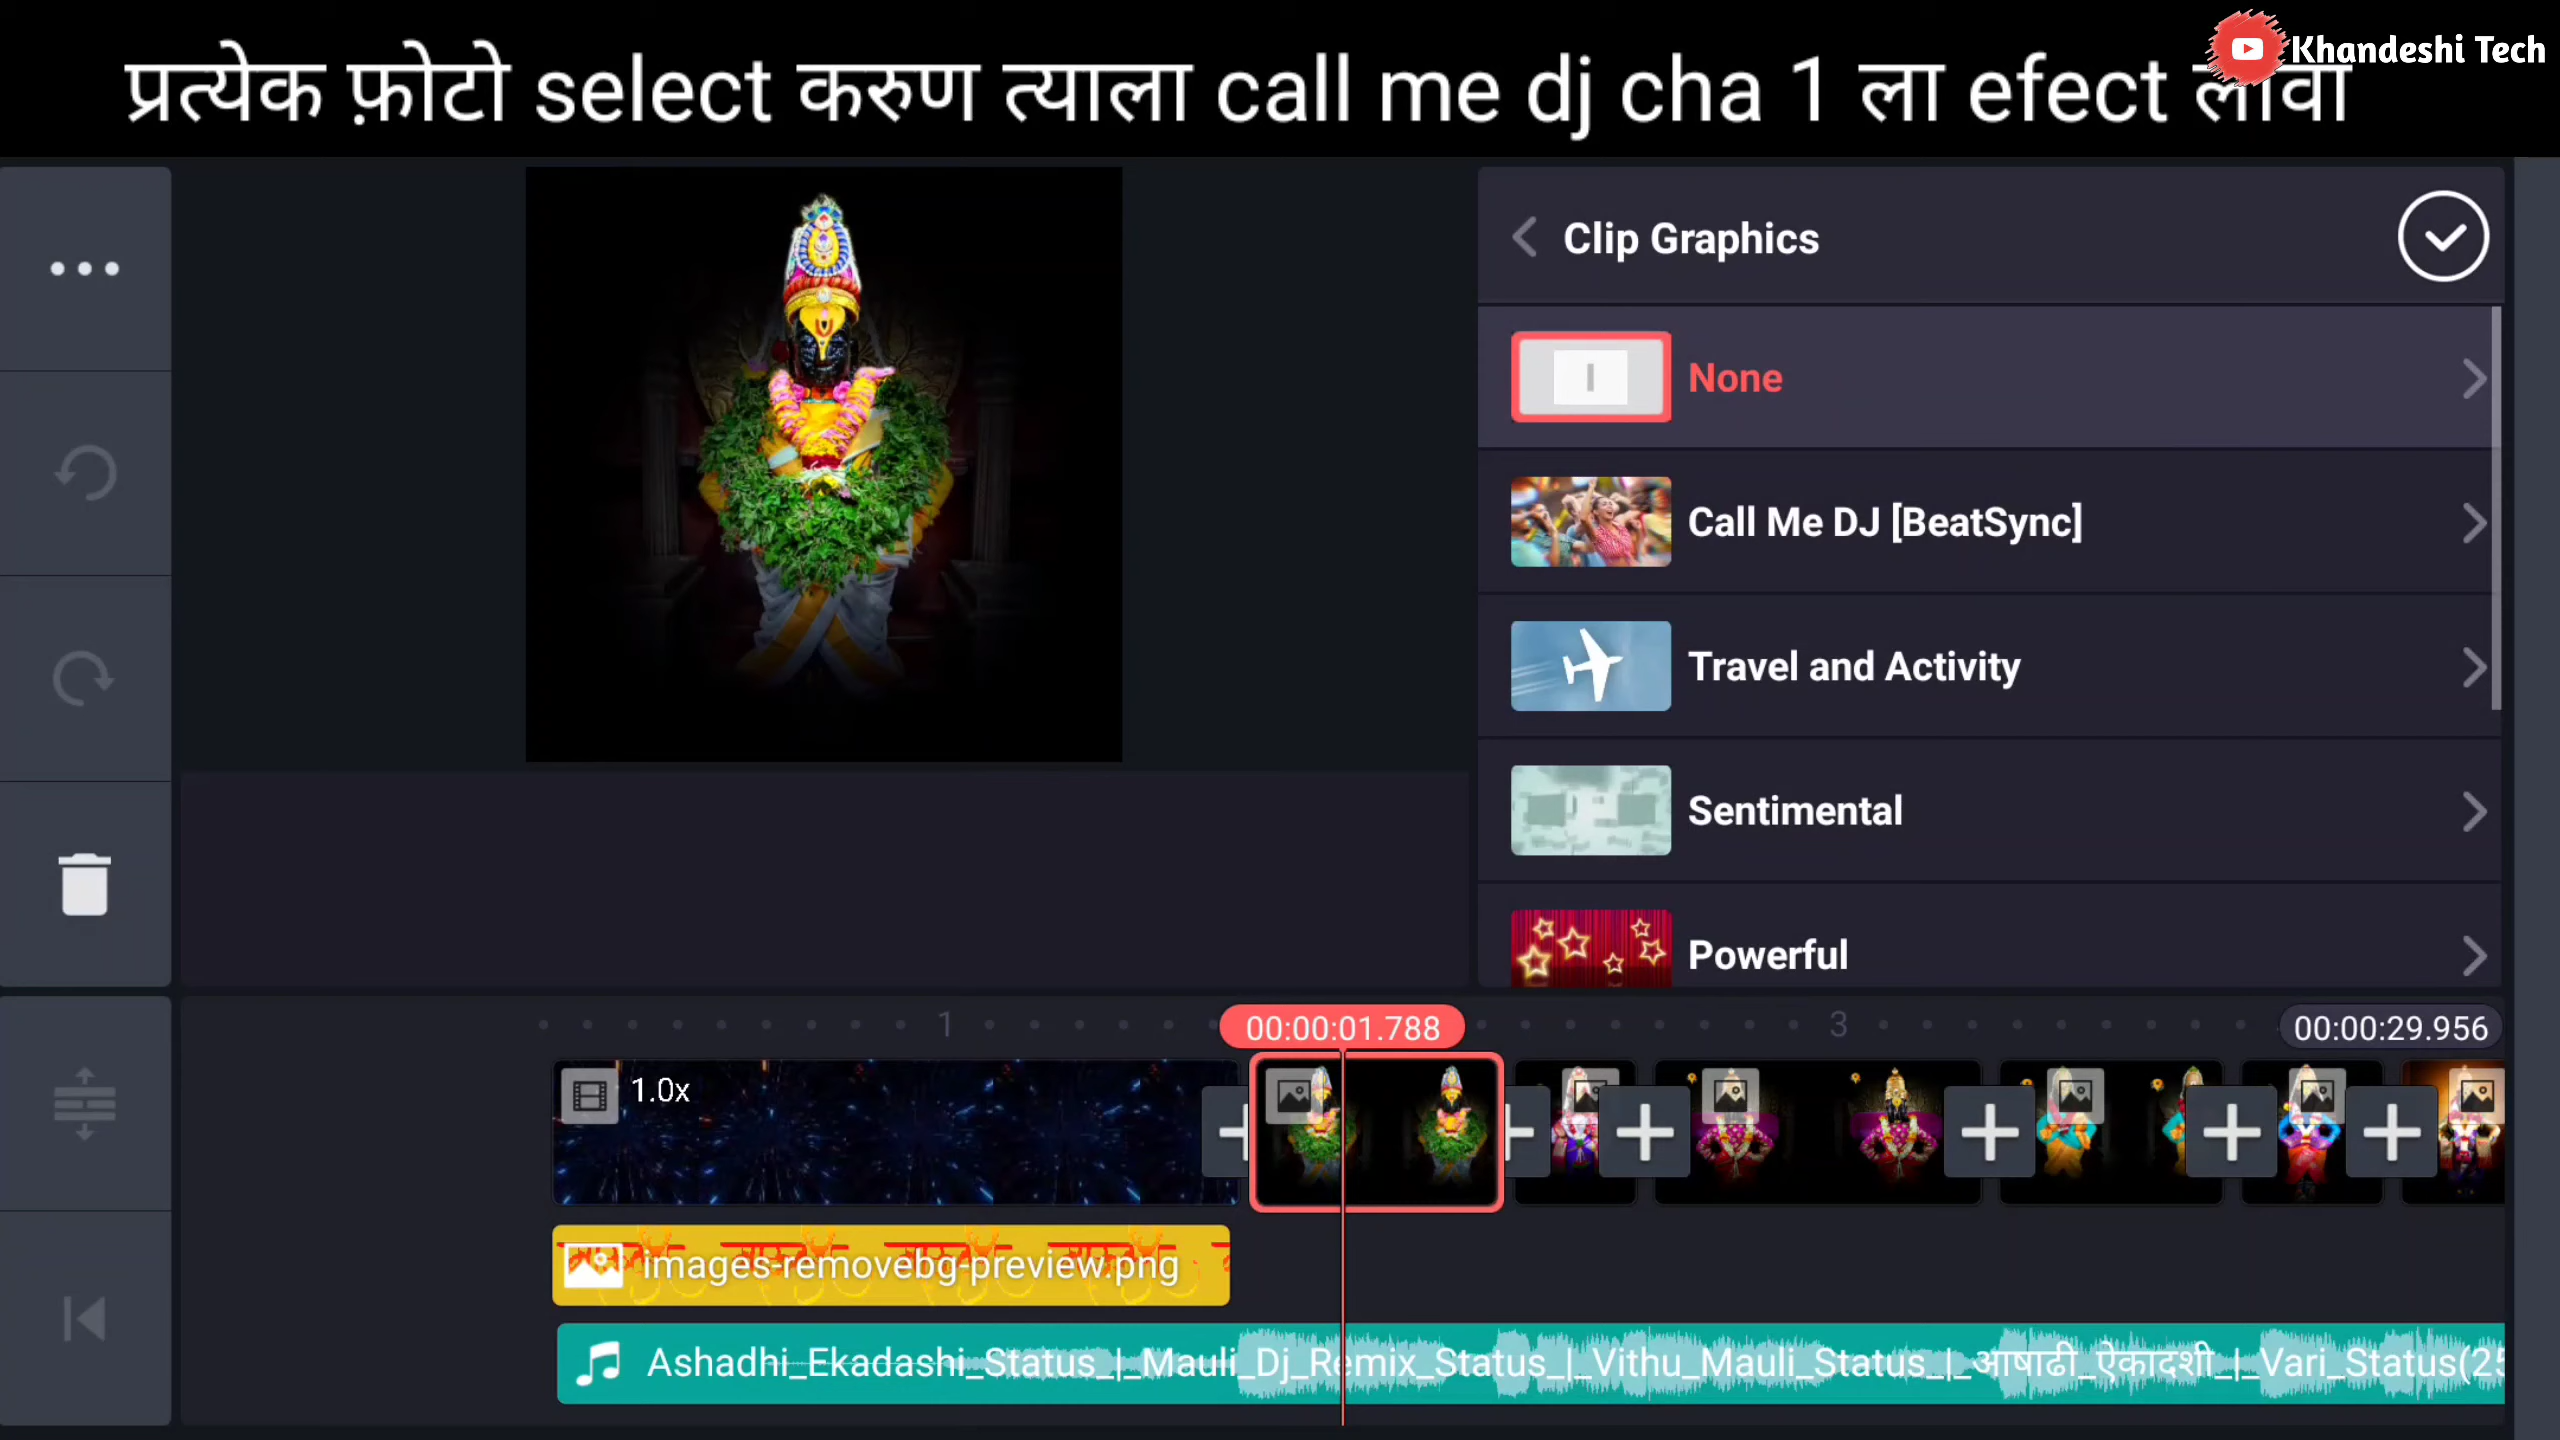 Khandeshi Tech
प्रत्येक फ़ोटो select करुण त्याला call me dj cha 1 ला efect लावा
Clip Graphics
None
Call Me DJ [BeatSync]
Travel and Activity
Sentimental
Powerful
1
00:00:01.788
3
00:00:29.956
1.0x
images-removebg-preview.png
Ashadhi_Ekadashi_Status_|_Mauli_Dj_Remix_Status_|_Vithu_Mauli_Status_|_आषाढी_ऐकादशी_|_Vari_Status(25